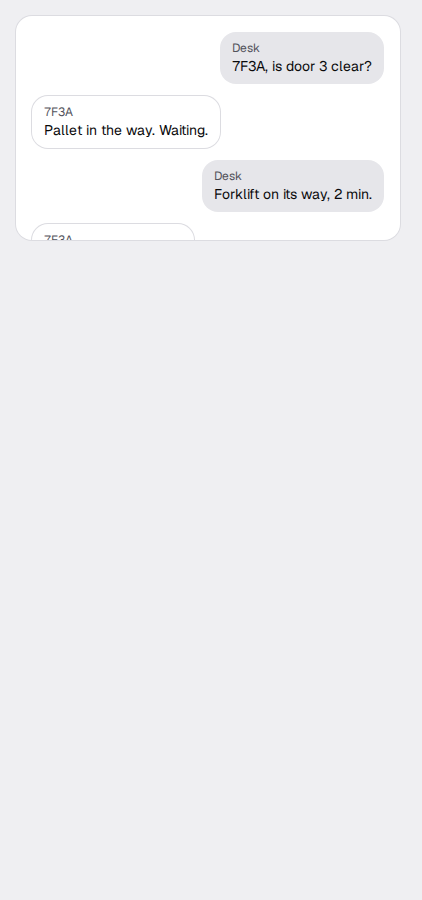 Desk
7F3A, is door 3 clear?
7F3A
Pallet in the way. Waiting.
Desk
Forklift on its way, 2 min.
7F3A